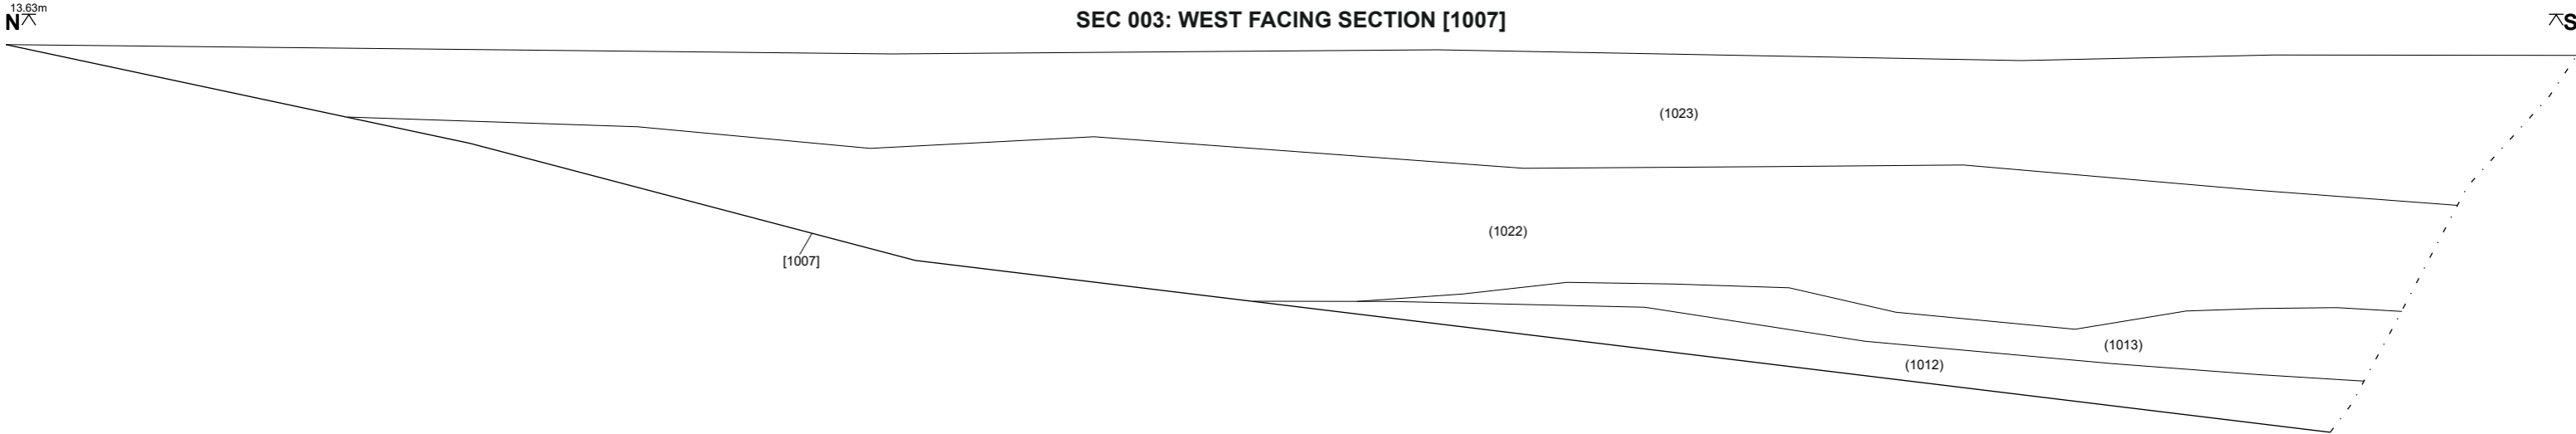 13.63m
N
SEC 003: WEST FACING SECTION [1007]
S
(1023)
(1022)
[1007]
(1013)
(1012)